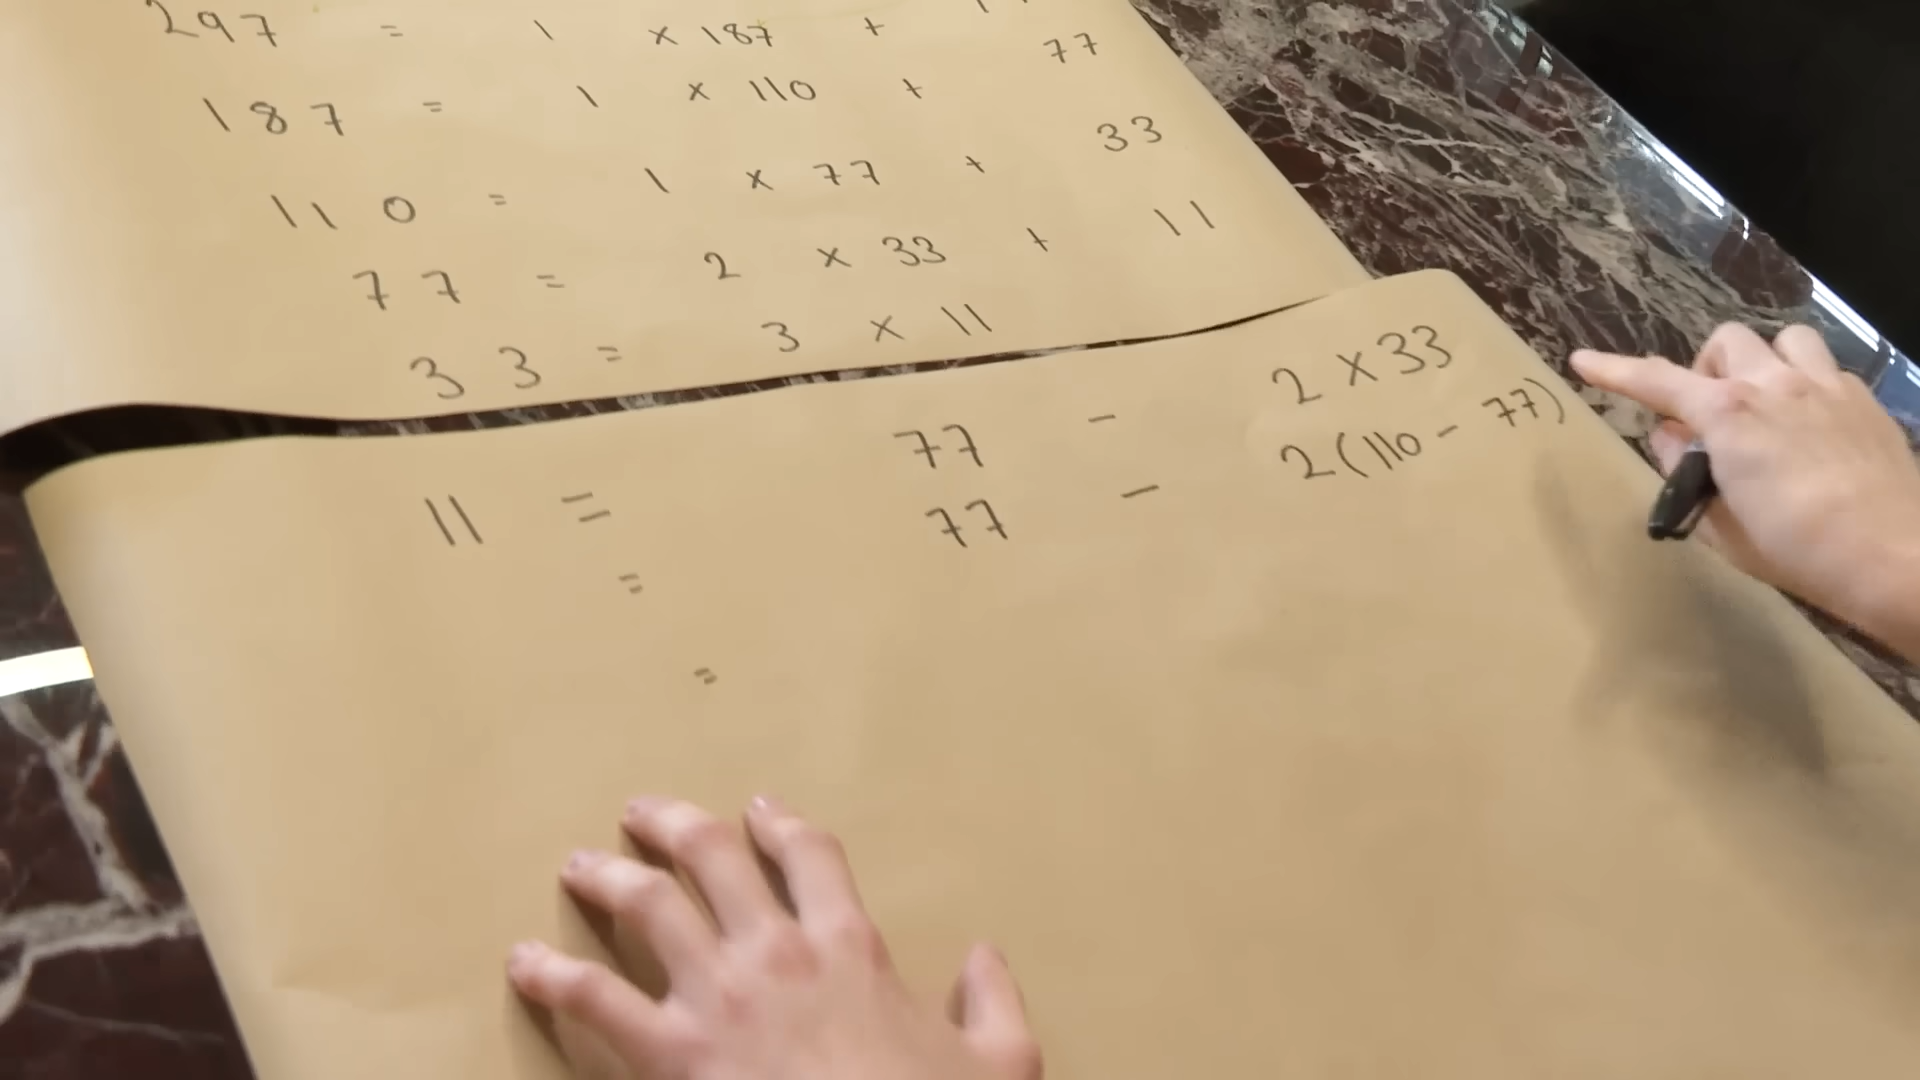 297 = 1 × 187 +
187 = 1 × 110 + 77
110 = 1 × 77 + 33
77 = 2 × 33 + 11
33 = 3 × 11
11 = 77 - 2 × 33
= 77 - 2(110 - 77)
=